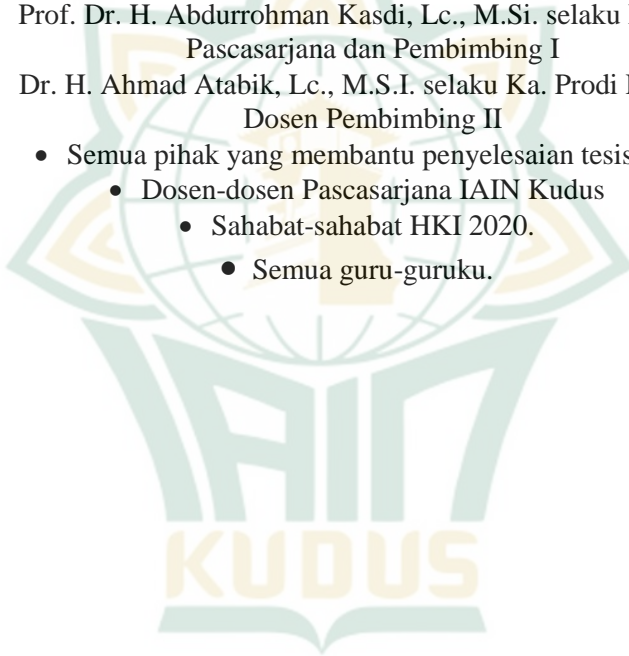 Prof. Dr. H. Abdurrohman Kasdi, Lc., M.Si. selaku
Pascasarjana dan Pembimbing I
Dr. H. Ahmad Atabik, Lc., M.S.I. selaku Ka. Prodi
Dosen Pembimbing II
• Semua pihak yang membantu penyelesaian tesis
• Dosen-dosen Pascasarjana IAIN Kudus
• Sahabat-sahabat HKI 2020.
• Semua guru-guruku.
IAIN
KUDUS